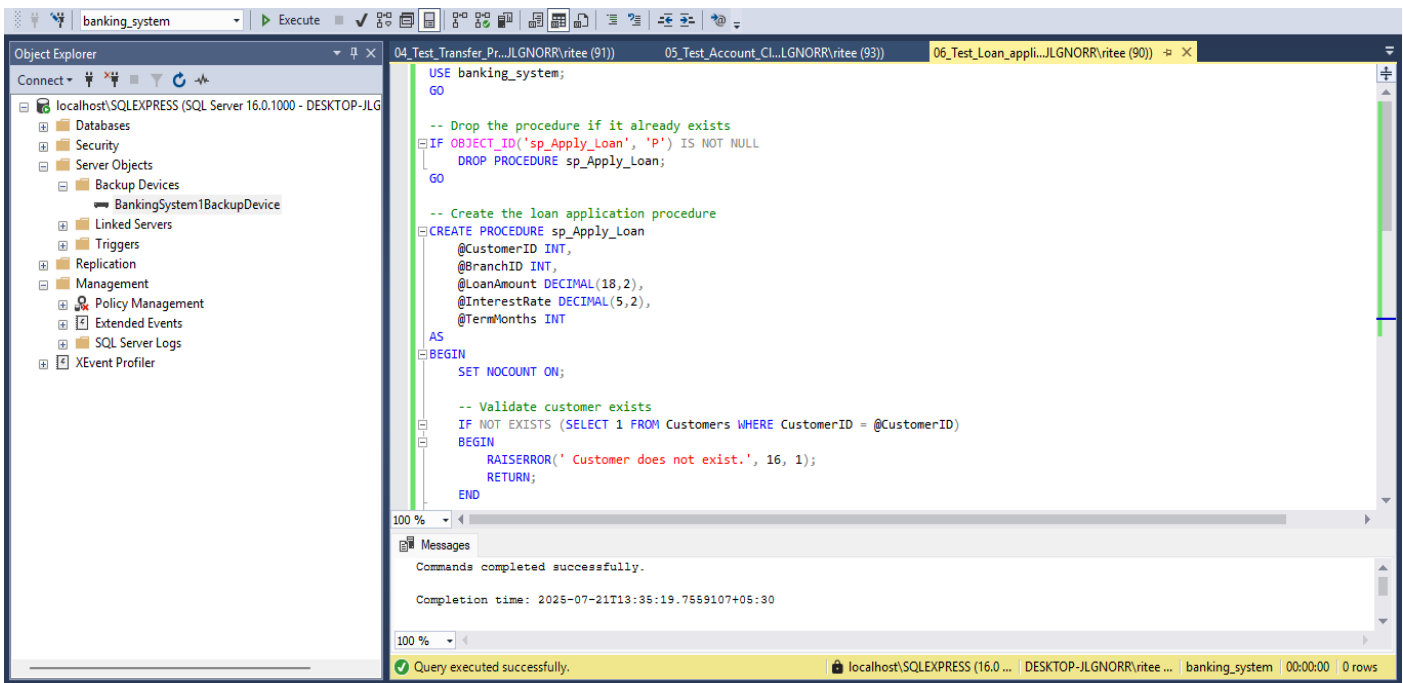 banking_system
Execute
Object Explorer
Connect
localhost\SQLEXPRESS (SQL Server 16.0.1000 - DESKTOP-JLG
Databases
Security
Server Objects
Backup Devices
BankingSystem1BackupDevice
Linked Servers
Triggers
Replication
Management
Policy Management
Extended Events
SQL Server Logs
XEvent Profiler
04_Test_Transfer_Pr...JLGNORR\ritee (91))
05_Test_Account_Cl...LGNORR\ritee (93))
06_Test_Loan_appli...JLGNORR\ritee (90))
USE banking_system;
GO
-- Drop the procedure if it already exists
IF OBJECT_ID('sp_Apply_Loan', 'P') IS NOT NULL
DROP PROCEDURE sp_Apply_Loan;
GO
-- Create the loan application procedure
CREATE PROCEDURE sp_Apply_Loan
@CustomerID INT,
@BranchID INT,
@LoanAmount DECIMAL(18,2),
@InterestRate DECIMAL(5,2),
@TermMonths INT
AS
BEGIN
SET NOCOUNT ON;
-- Validate customer exists
IF NOT EXISTS (SELECT 1 FROM Customers WHERE CustomerID = @CustomerID)
BEGIN
RAISERROR(' Customer does not exist.', 16, 1);
RETURN;
END
100 %
Messages
Commands completed successfully.
Completion time: 2025-07-21T13:35:19.7559107+05:30
100 %
Query executed successfully.
localhost\SQLEXPRESS (16.0 ...
DESKTOP-JLGNORR\ritee ...
banking_system
00:00:00
0 rows